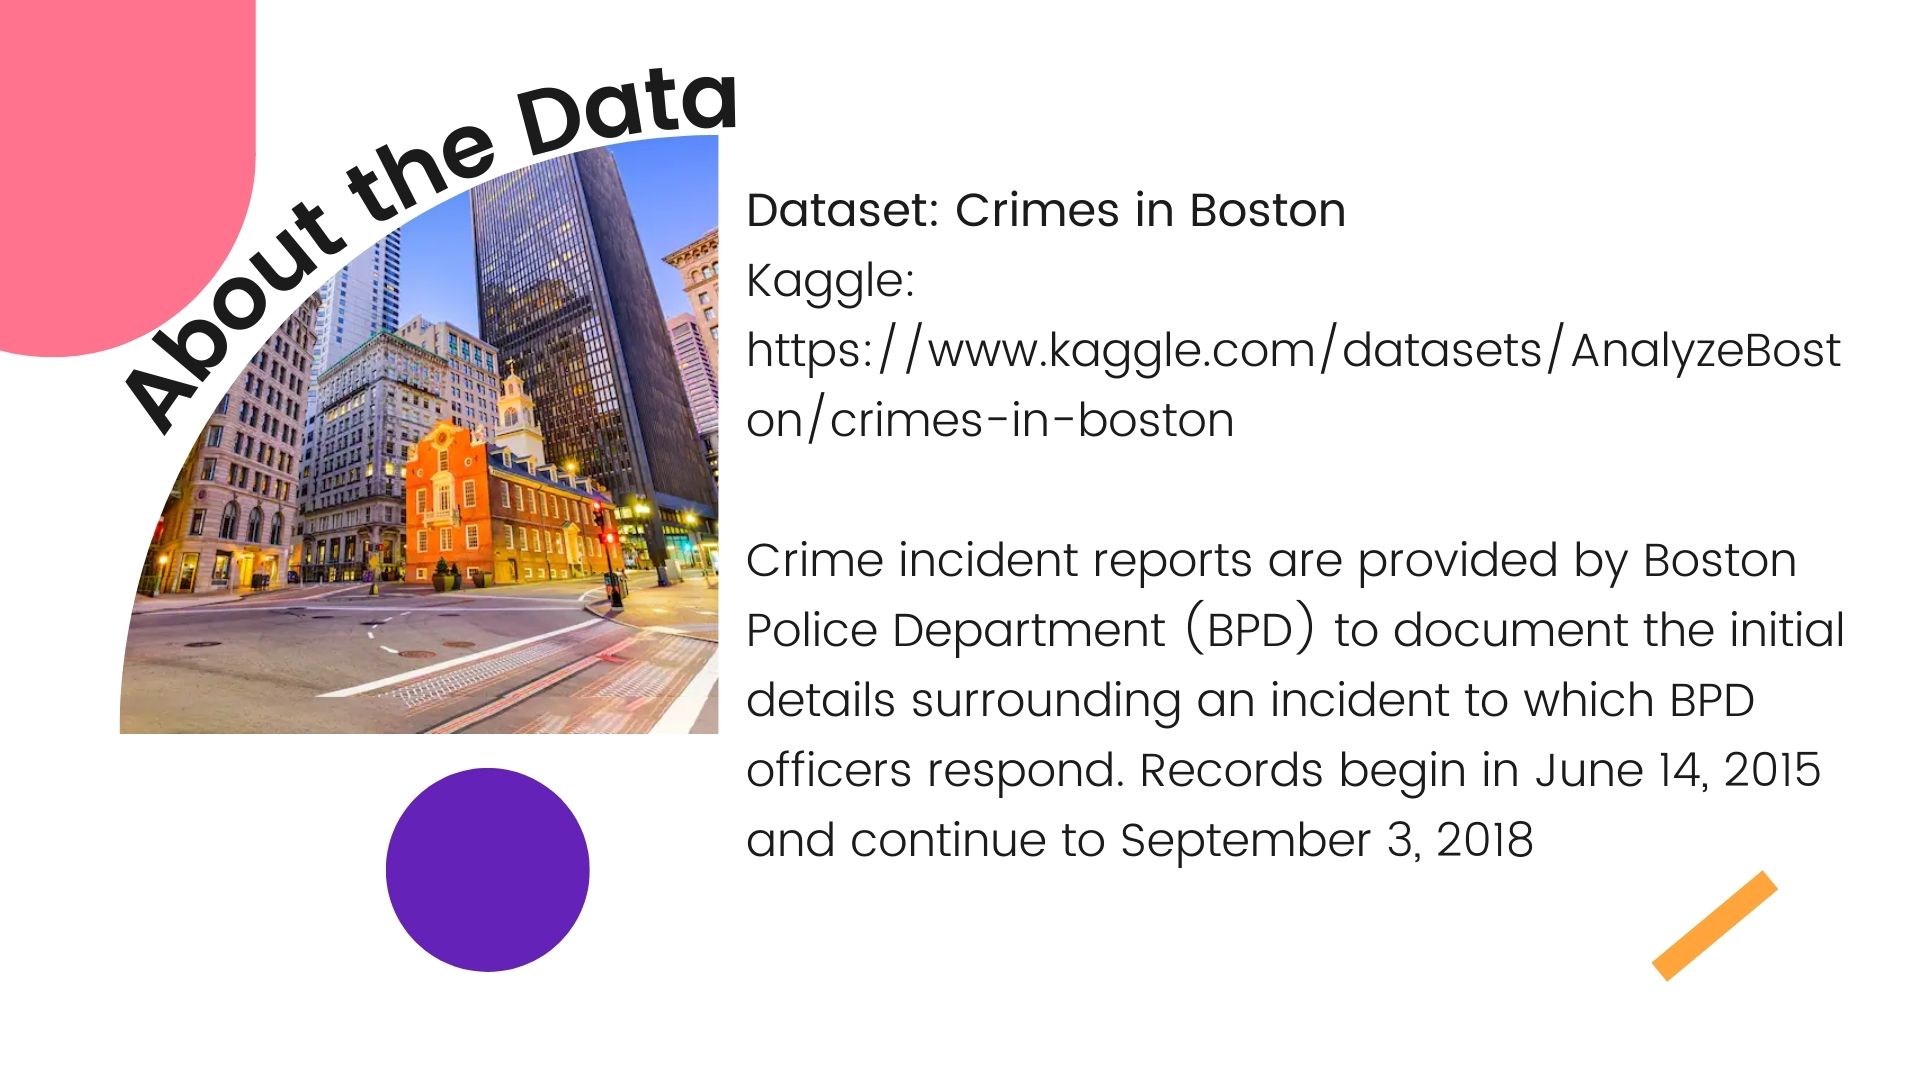 About the Data
Dataset: Crimes in Boston
Kaggle:
https://www.kaggle.com/datasets/AnalyzeBost
on/crimes-in-boston
Crime incident reports are provided by Boston
Police Department (BPD) to document the initial
details surrounding an incident to which BPD
officers respond. Records begin in June 14, 2015
and continue to September 3, 2018